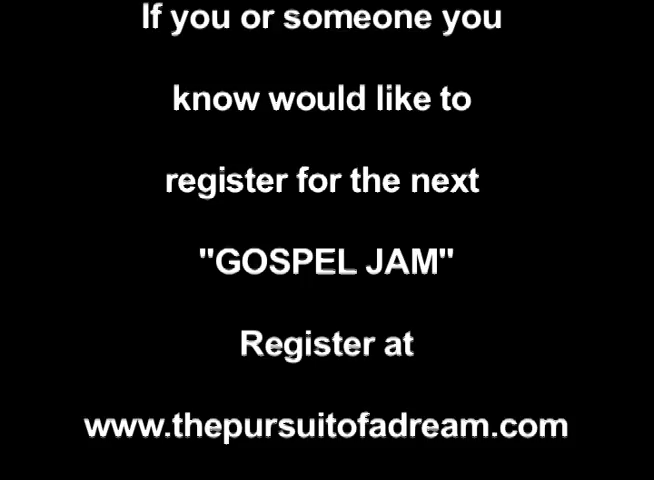 If you or someone you
know would like to
register for the next
"GOSPEL JAM"
Register at
www.thepursuitofadream.com